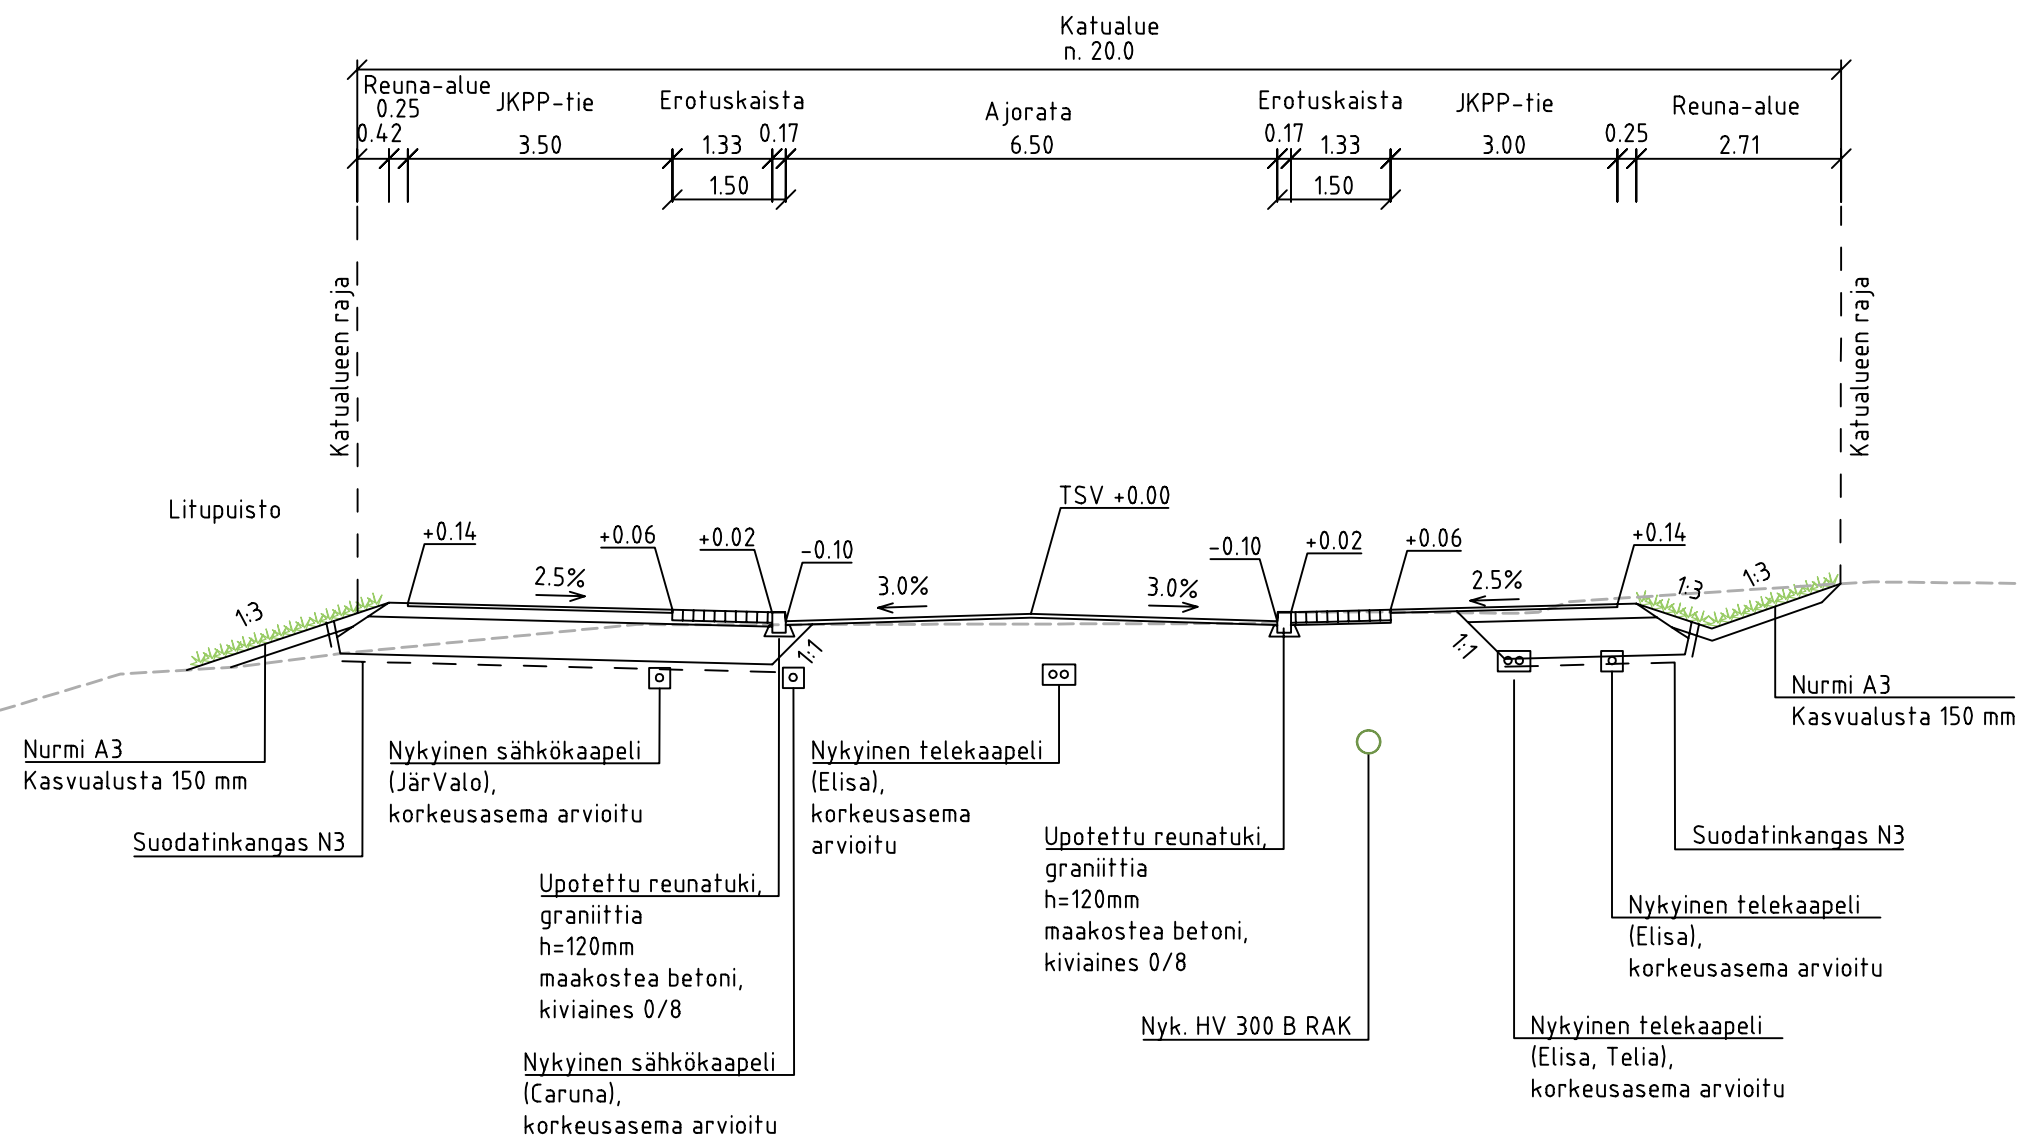 Katualue
n. 20.0
Reuna-alue
0.25
0.42
JKPP-tie
3.50
Erotuskaista
1.33
0.17
1.50
Ajorata
6.50
Erotuskaista
0.17
1.33
1.50
JKPP-tie
3.00
0.25
Reuna-alue
2.71
Katualueen raja
Katualueen raja
Litupuisto
TSV +0.00
+0.14
+0.06
+0.02
-0.10
-0.10
+0.02
+0.06
+0.14
1:3
2.5%
3.0%
3.0%
2.5%
1:3
1:3
1:1
1:1
Nurmi A3
Kasvualusta 150 mm
Suodatinkangas N3
Nykyinen sähkökaapeli
(JärValo),
korkeusasema arvioitu
Upotettu reunatuki,
graniittia
h=120mm
maakostea betoni,
kiviaines 0/8
Nykyinen sähkökaapeli
(Caruna),
korkeusasema arvioitu
Nykyinen telekaapeli
(Elisa),
korkeusasema
arvioitu
Upotettu reunatuki,
graniittia
h=120mm
maakostea betoni,
kiviaines 0/8
Nyk. HV 300 B RAK
Nurmi A3
Kasvualusta 150 mm
Suodatinkangas N3
Nykyinen telekaapeli
(Elisa),
korkeusasema arvioitu
Nykyinen telekaapeli
(Elisa, Telia),
korkeusasema arvioitu